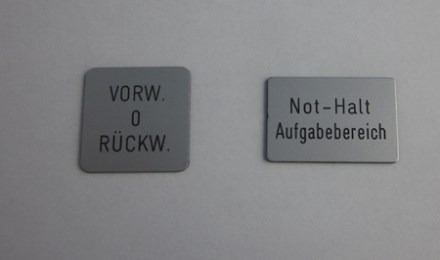 VORW.
0
RÜCKW.
Not-Halt
Aufgabebereich